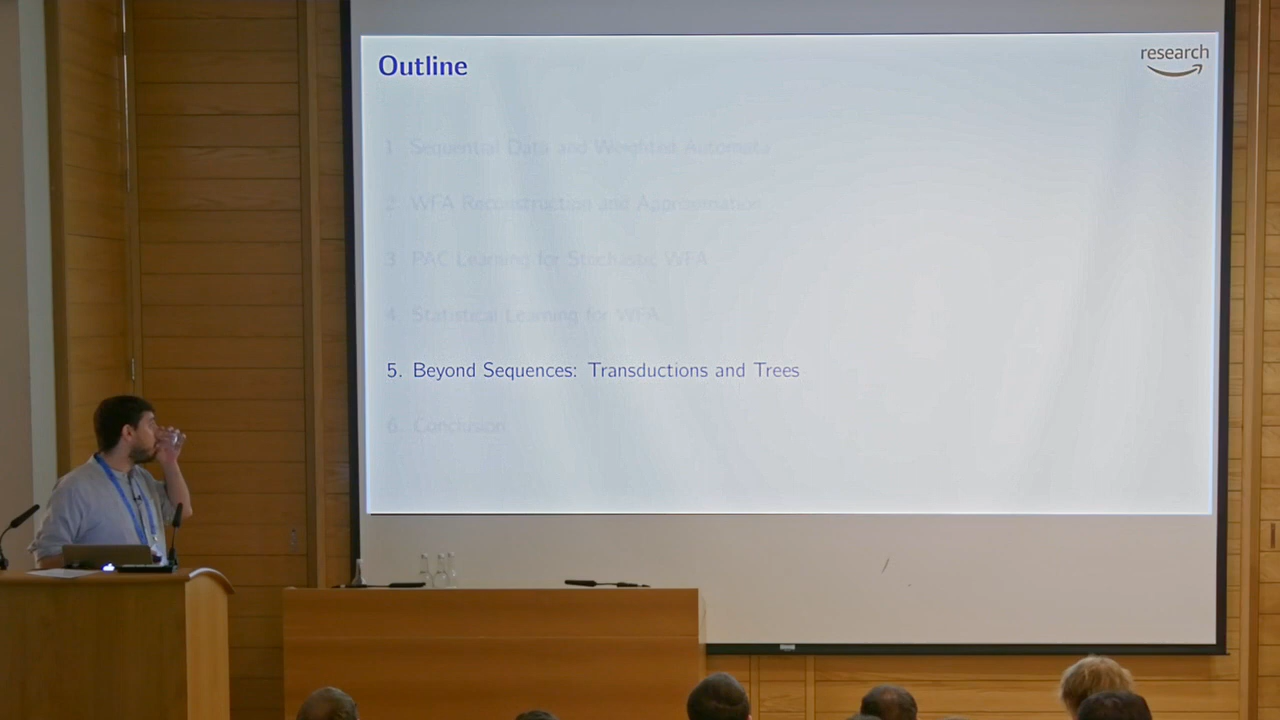 Outline
research
1. Sequential Data and Weighted Automata
2. WFA Reconstruction and Approximation
3. PAC Learning for Stochastic WFA
4. Statistical Learning for WFA
5. Beyond Sequences: Transductions and Trees
6. Conclusion